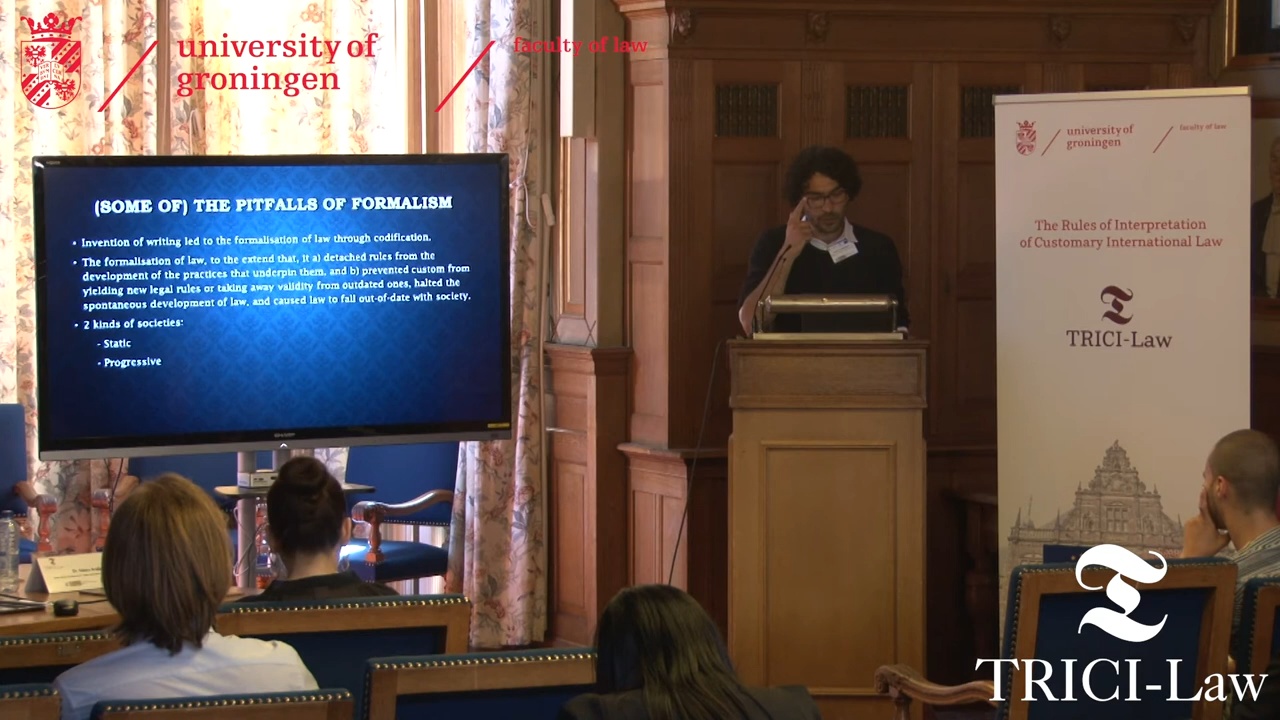 university of
groningen
faculty of law
(SOME OF) THE PITFALLS OF FORMALISM
• Invention of writing led to the formalisation of law through codification.
• The formalisation of law, to the extend that, it a) detached rules from the
development of the practices that underpin them, and b) prevented custom from
yielding new legal rules or taking away validity from outdated ones, halted the
spontaneous development of law, and caused law to fall out-of-date with society.
• 2 kinds of societies:
- Static
- Progressive
SHARP
university of
groningen
faculty of law
The Rules of Interpretation
of Customary International Law
TRICI-Law
TRICI-Law